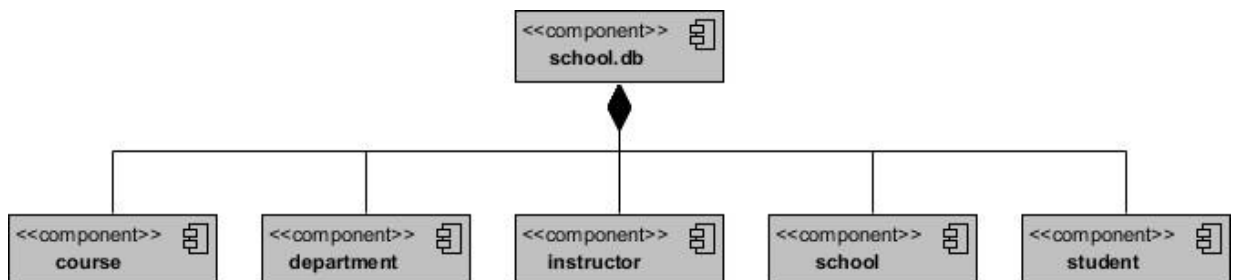 <<component>>
school.db
<<component>>
course
<<component>>
department
<<component>>
instructor
<<component>>
school
<<component>>
student